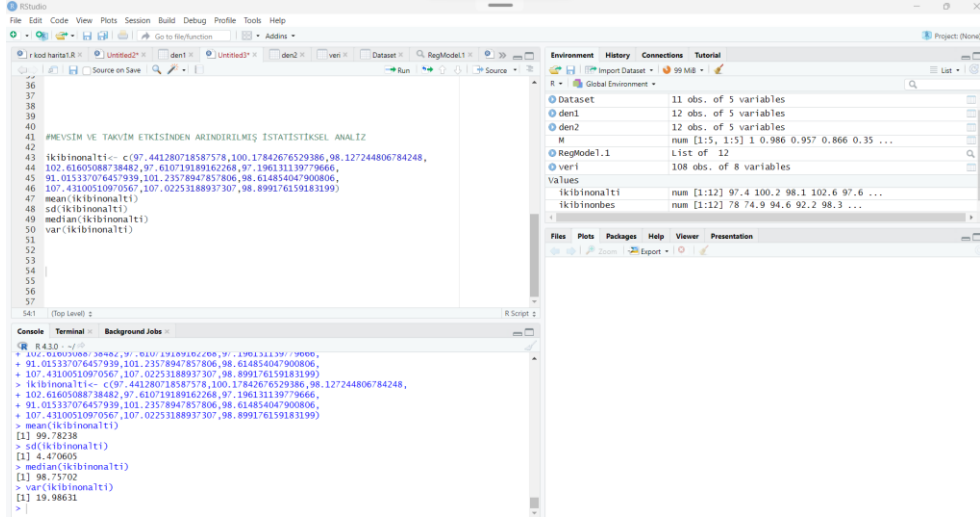 RStudio
File Edit Code View Plots Session Build Debug Profile Tools Help
Go to file/function Addins Project: (None)
r kod harita1.R Untitled2* den1 Untitled3* den2 veri Dataset RegModel.1
Source on Save Run Source
36
37
38
39
40
41 #MEVSİM VE TAKVİM ETKİSİNDEN ARINDIRILMIŞ İSTATİSTİKSEL ANALİZ
42
43 ikibinonalti<- c(97.441280718587578,100.17842676529386,98.127244806784248,
44 102.61605088738482,97.610719189162268,97.196131139779666,
45 91.015337076457939,101.23578947857806,98.614854047900806,
46 107.43100510970567,107.02253188937307,98.899176159183199)
47 mean(ikibinonalti)
48 sd(ikibinonalti)
49 median(ikibinonalti)
50 var(ikibinonalti)
51
52
53
54
55
56
57
54:1 (Top Level) R Script
Console Terminal Background Jobs
R 4.3.0 · ~/
+ 102.61605088738482,97.610719189162268,97.196131139779666,
+ 91.015337076457939,101.23578947857806,98.614854047900806,
+ 107.43100510970567,107.02253188937307,98.899176159183199)
> ikibinonalti<- c(97.441280718587578,100.17842676529386,98.127244806784248,
+ 102.61605088738482,97.610719189162268,97.196131139779666,
+ 91.015337076457939,101.23578947857806,98.614854047900806,
+ 107.43100510970567,107.02253188937307,98.899176159183199)
> mean(ikibinonalti)
[1] 99.78238
> sd(ikibinonalti)
[1] 4.470605
> median(ikibinonalti)
[1] 98.75702
> var(ikibinonalti)
[1] 19.98631
>
Environment History Connections Tutorial
Import Dataset 99 MiB List
R Global Environment
Dataset 11 obs. of 5 variables
den1 12 obs. of 5 variables
den2 12 obs. of 5 variables
M num [1:5, 1:5] 1 0.986 0.957 0.866 0.35 ...
RegModel.1 List of 12
veri 108 obs. of 8 variables
Values
ikibinonalti num [1:12] 97.4 100.2 98.1 102.6 97.6 ...
ikibinonbes num [1:12] 78 74.9 94.6 92.2 98.3 ...
Files Plots Packages Help Viewer Presentation
Zoom Export